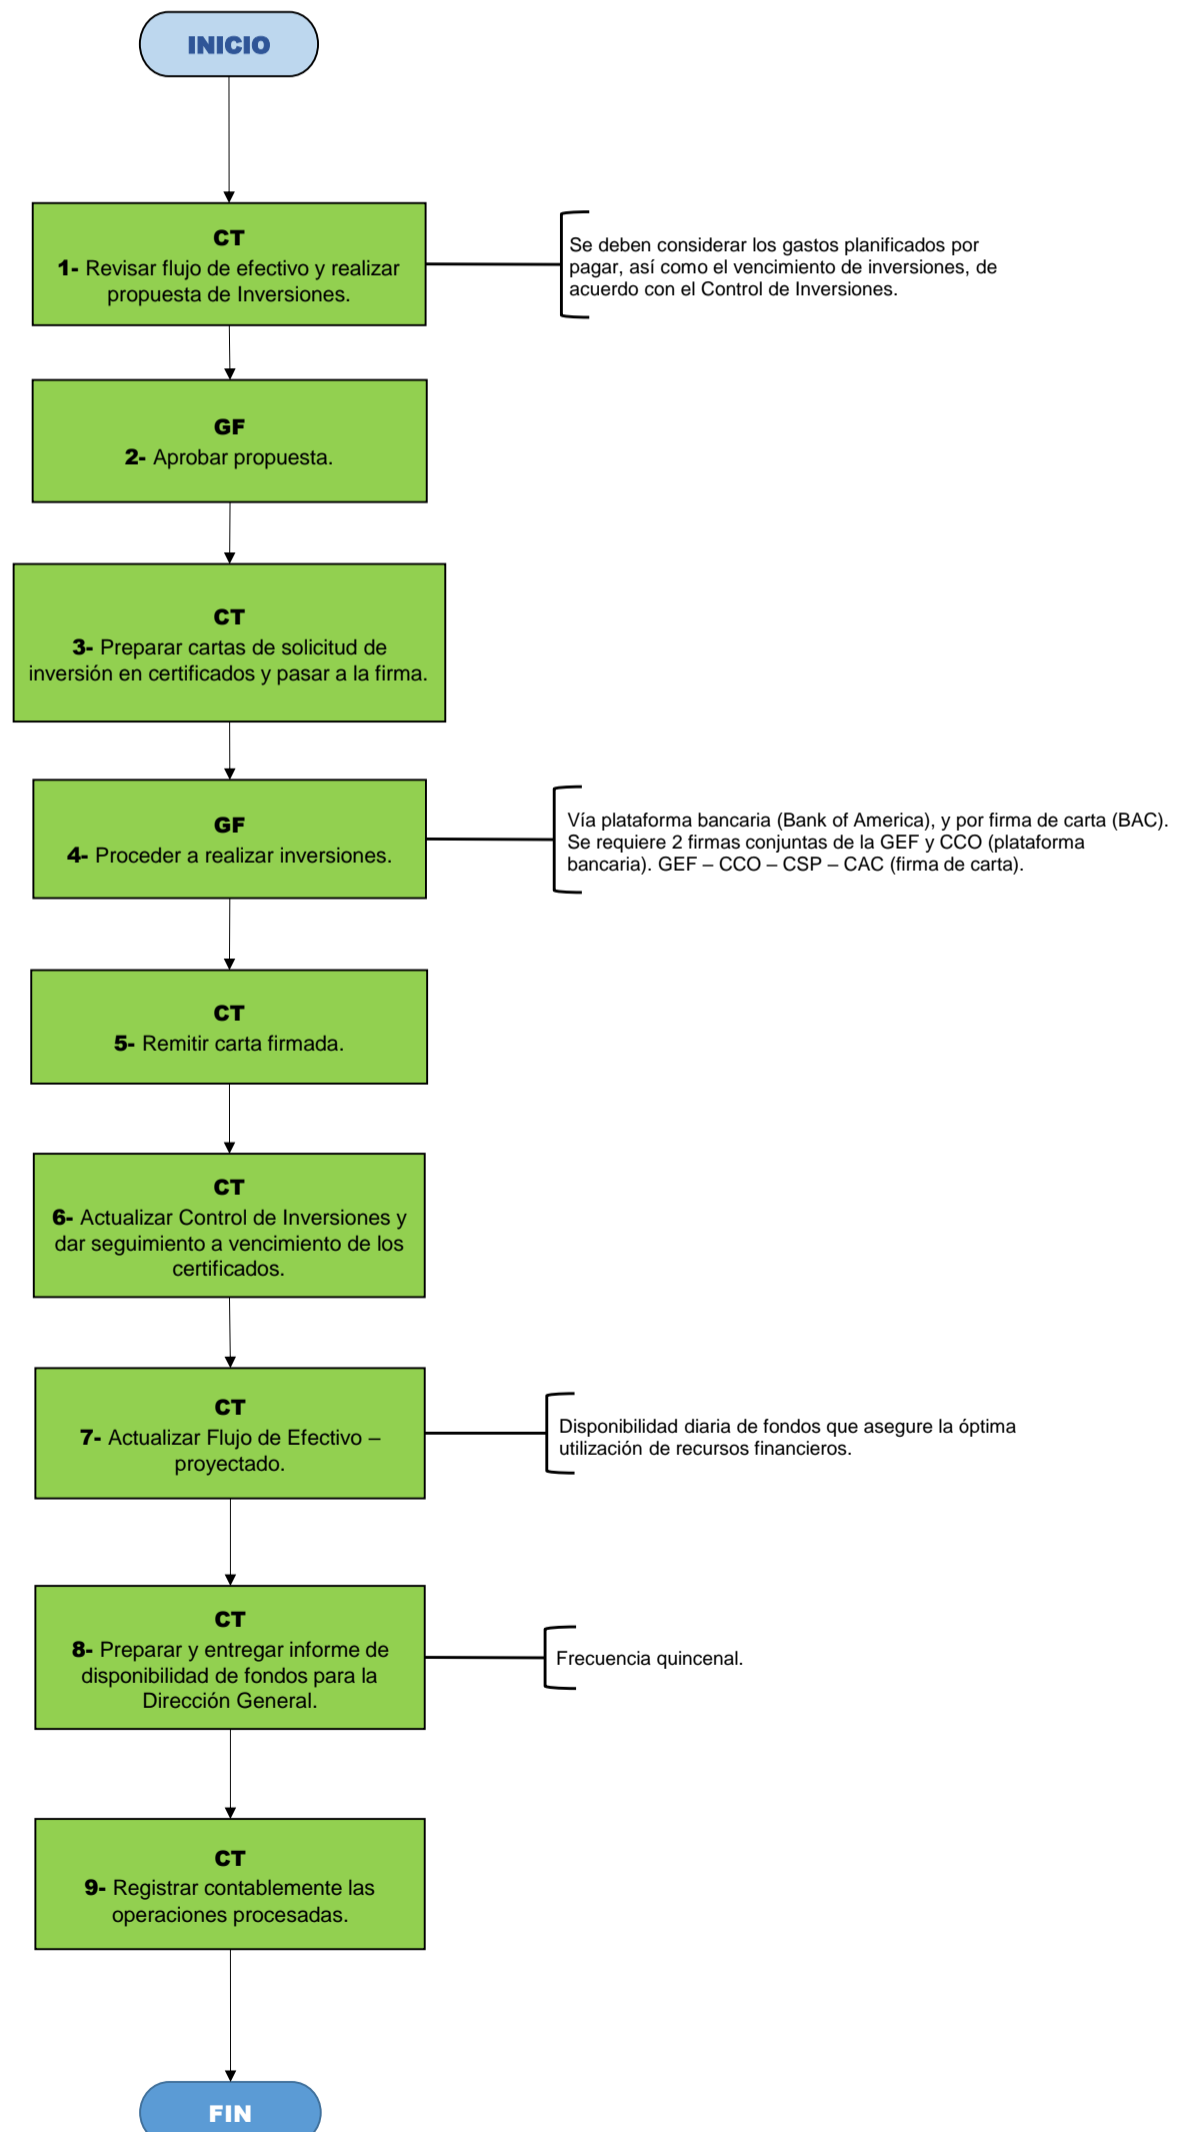 INICIO
CT
1- Revisar flujo de efectivo y realizar
propuesta de Inversiones.
Se deben considerar los gastos planificados por
pagar, así como el vencimiento de inversiones, de
acuerdo con el Control de Inversiones.
GF
2- Aprobar propuesta.
CT
3- Preparar cartas de solicitud de
inversión en certificados y pasar a la firma.
GF
4- Proceder a realizar inversiones.
Vía plataforma bancaria (Bank of America), y por firma de carta (BAC).
Se requiere 2 firmas conjuntas de la GEF y CCO (plataforma
bancaria). GEF – CCO – CSP – CAC (firma de carta).
CT
5- Remitir carta firmada.
CT
6- Actualizar Control de Inversiones y
dar seguimiento a vencimiento de los
certificados.
CT
7- Actualizar Flujo de Efectivo –
proyectado.
Disponibilidad diaria de fondos que asegure la óptima
utilización de recursos financieros.
CT
8- Preparar y entregar informe de
disponibilidad de fondos para la
Dirección General.
Frecuencia quincenal.
CT
9- Registrar contablemente las
operaciones procesadas.
FIN